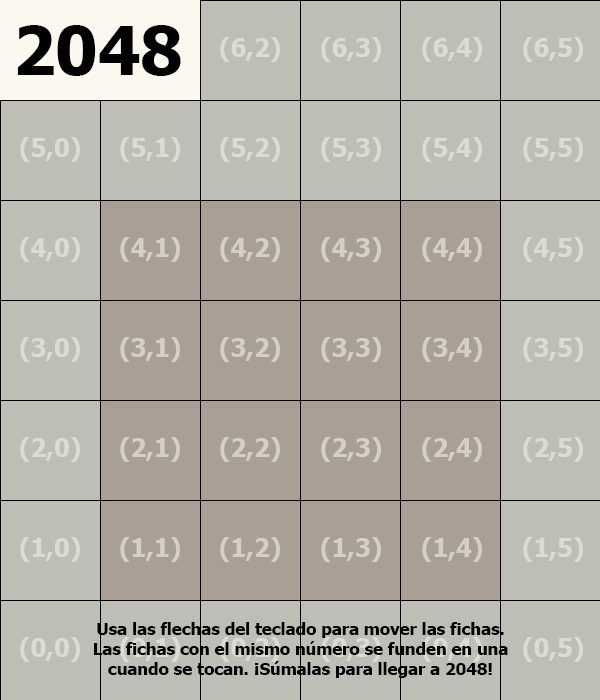 2048 (6,2) (6,3) (6,4) (6,5)
(5,0) (5,1) (5,2) (5,3) (5,4) (5,5)
(4,0) (4,1) (4,2) (4,3) (4,4) (4,5)
(3,0) (3,1) (3,2) (3,3) (3,4) (3,5)
(2,0) (2,1) (2,2) (2,3) (2,4) (2,5)
(1,0) (1,1) (1,2) (1,3) (1,4) (1,5)
(0,0) (0,5)
Usa las flechas del teclado para mover las fichas.
Las fichas con el mismo número se funden en una
cuando se tocan. ¡Súmalas para llegar a 2048!